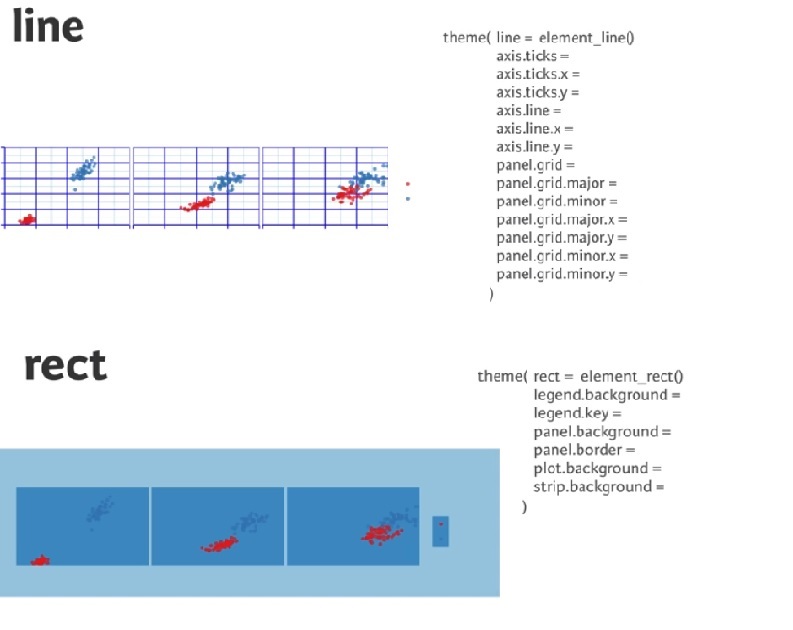 line
theme( line = element_line()
axis.ticks =
axis.ticks.x =
axis.ticks.y =
axis.line =
axis.line.x =
axis.line.y =
panel.grid =
panel.grid.major =
panel.grid.minor =
panel.grid.major.x =
panel.grid.major.y =
panel.grid.minor.x =
panel.grid.minor.y =
)
rect
theme( rect = element_rect()
legend.background =
legend.key =
panel.background =
panel.border =
plot.background =
strip.background =
)